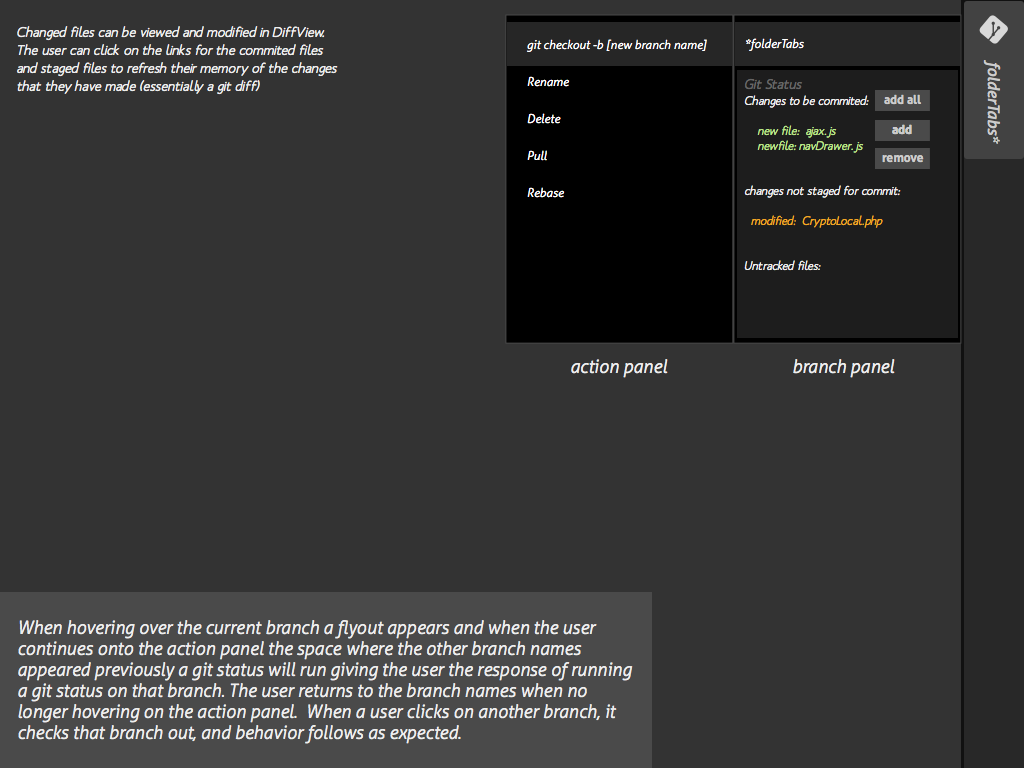 Changed files can be viewed and modified in DiffView.
The user can click on the links for the commited files
and staged files to refresh their memory of the changes
that they have made (essentially a git diff)
git checkout -b [new branch name]
Rename
Delete
Pull
Rebase
action panel
*folderTabs
Git Status
Changes to be commited:
add all
new file: ajax.js
add
newfile: navDrawer.js
remove
changes not staged for commit:
modified: CryptoLocal.php
Untracked files:
branch panel
folderTabs*
When hovering over the current branch a flyout appears and when the user
continues onto the action panel the space where the other branch names
appeared previously a git status will run giving the user the response of running
a git status on that branch. The user returns to the branch names when no
longer hovering on the action panel. When a user clicks on another branch, it
checks that branch out, and behavior follows as expected.